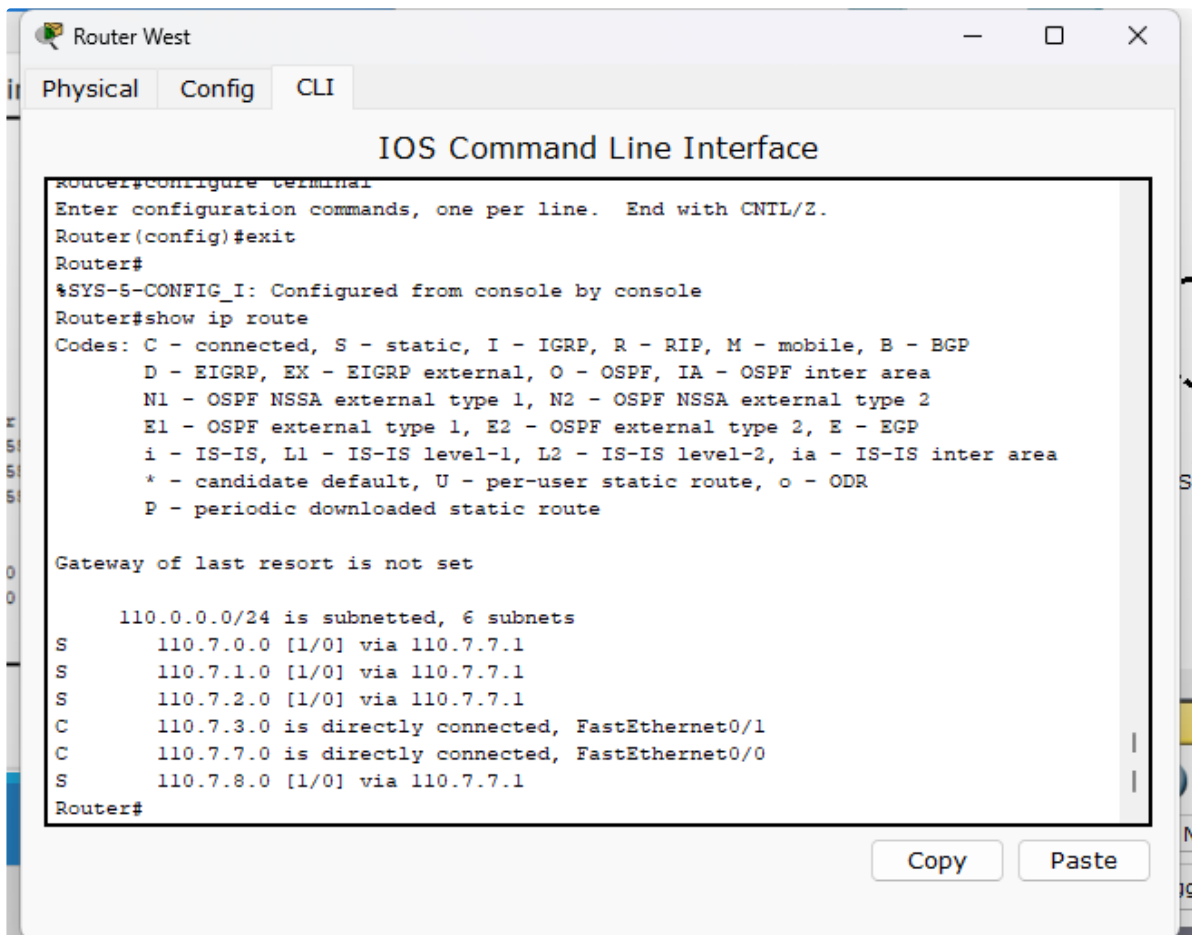 Router West
Physical Config CLI
IOS Command Line Interface
Router#configure terminal
Enter configuration commands, one per line.  End with CNTL/Z.
Router(config)#exit
Router#
%SYS-5-CONFIG_I: Configured from console by console
Router#show ip route
Codes: C - connected, S - static, I - IGRP, R - RIP, M - mobile, B - BGP
       D - EIGRP, EX - EIGRP external, O - OSPF, IA - OSPF inter area
       N1 - OSPF NSSA external type 1, N2 - OSPF NSSA external type 2
       E1 - OSPF external type 1, E2 - OSPF external type 2, E - EGP
       i - IS-IS, L1 - IS-IS level-1, L2 - IS-IS level-2, ia - IS-IS inter area
       * - candidate default, U - per-user static route, o - ODR
       P - periodic downloaded static route
Gateway of last resort is not set
     110.0.0.0/24 is subnetted, 6 subnets
S       110.7.0.0 [1/0] via 110.7.7.1
S       110.7.1.0 [1/0] via 110.7.7.1
S       110.7.2.0 [1/0] via 110.7.7.1
C       110.7.3.0 is directly connected, FastEthernet0/1
C       110.7.7.0 is directly connected, FastEthernet0/0
S       110.7.8.0 [1/0] via 110.7.7.1
Router#
Copy Paste